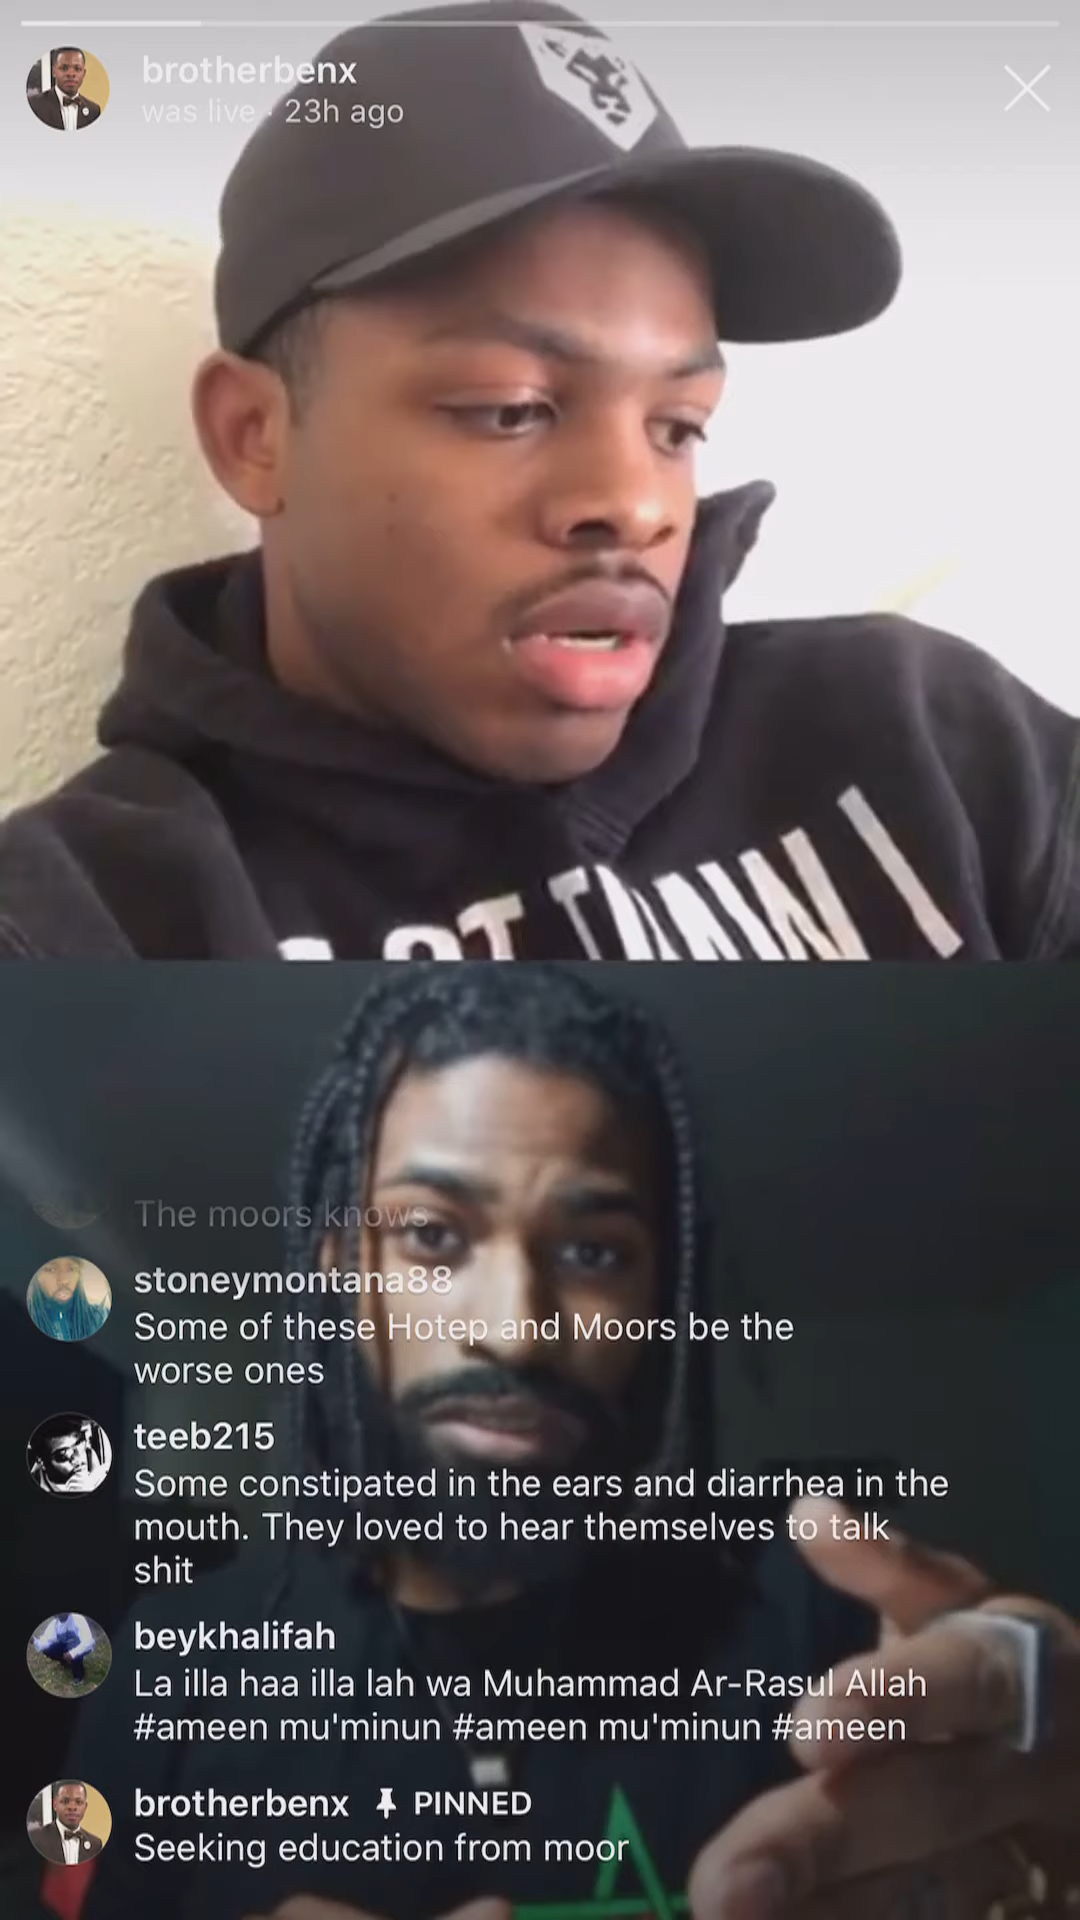 brotherbenx
was live · 23h ago
The moors knows
stoneymontana88
Some of these Hotep and Moors be the
worse ones
teeb215
Some constipated in the ears and diarrhea in the
mouth. They loved to hear themselves to talk
shit
beykhalifah
La illa haa illa lah wa Muhammad Ar-Rasul Allah
#ameen mu'minun #ameen mu'minun #ameen
brotherbenx PINNED
Seeking education from moor